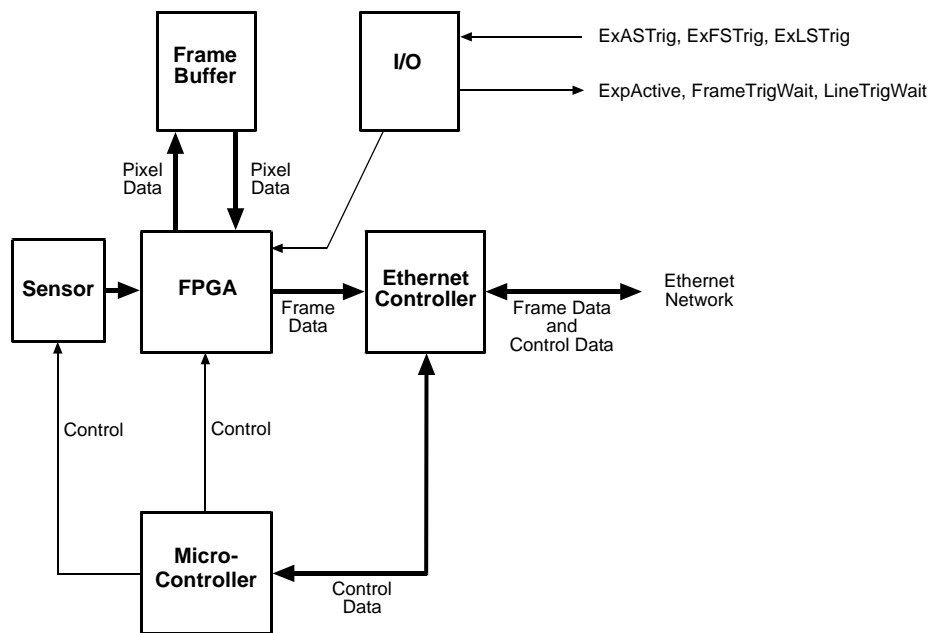 Frame
Buffer
I/O
ExASTrig, ExFSTrig, ExLSTrig
ExpActive, FrameTrigWait, LineTrigWait
Pixel
Data
Pixel
Data
Sensor
FPGA
Ethernet
Controller
Frame
Data
Frame Data
and
Control Data
Ethernet
Network
Control
Control
Micro-
Controller
Control
Data